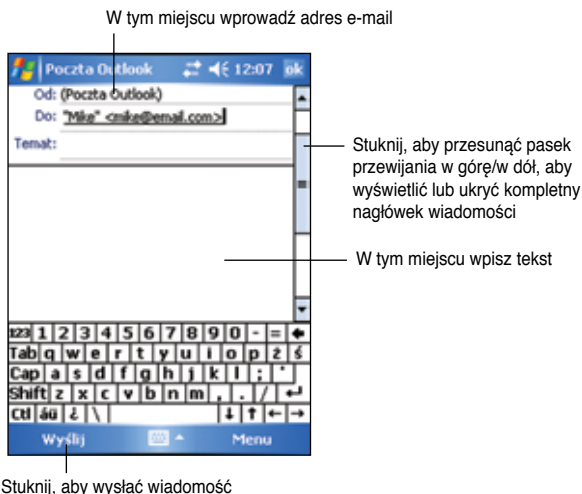 W tym miejscu wprowadź adres e-mail
Poczta Outlook 12:07 ok
Od: (Poczta Outlook)
Do: "Mike" <mike@email.com>
Temat:
Stuknij, aby przesunąć pasek
przewijania w górę/w dół, aby
wyświetlić lub ukryć kompletny
nagłówek wiadomości
W tym miejscu wpisz tekst
123 1 2 3 4 5 6 7 8 9 0 - =
Tab q w e r t y u i o p ż ś
Cap a s d f g h j k l ; '
Shift z x c v b n m , . /
Ctl áü ¿ \
Wyślij Menu
Stuknij, aby wysłać wiadomość